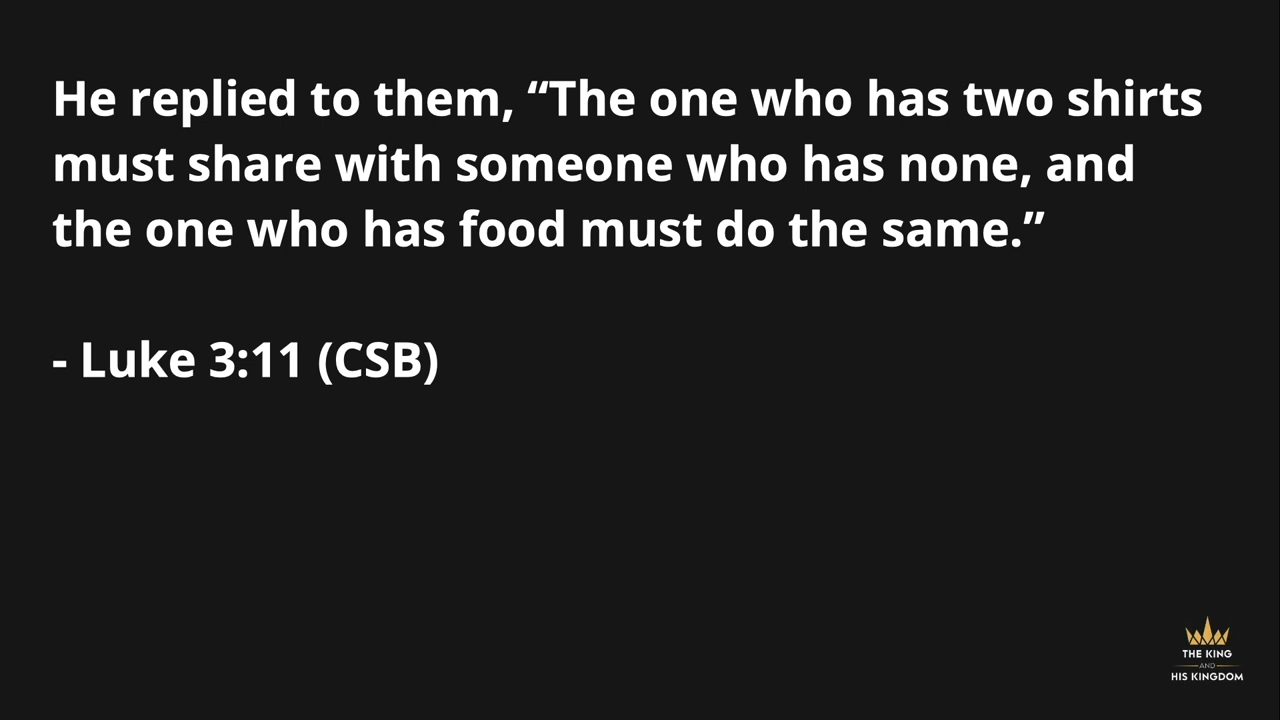 He replied to them, “The one who has two shirts
must share with someone who has none, and
the one who has food must do the same.”
- Luke 3:11 (CSB)
THE KING
AND
HIS KINGDOM